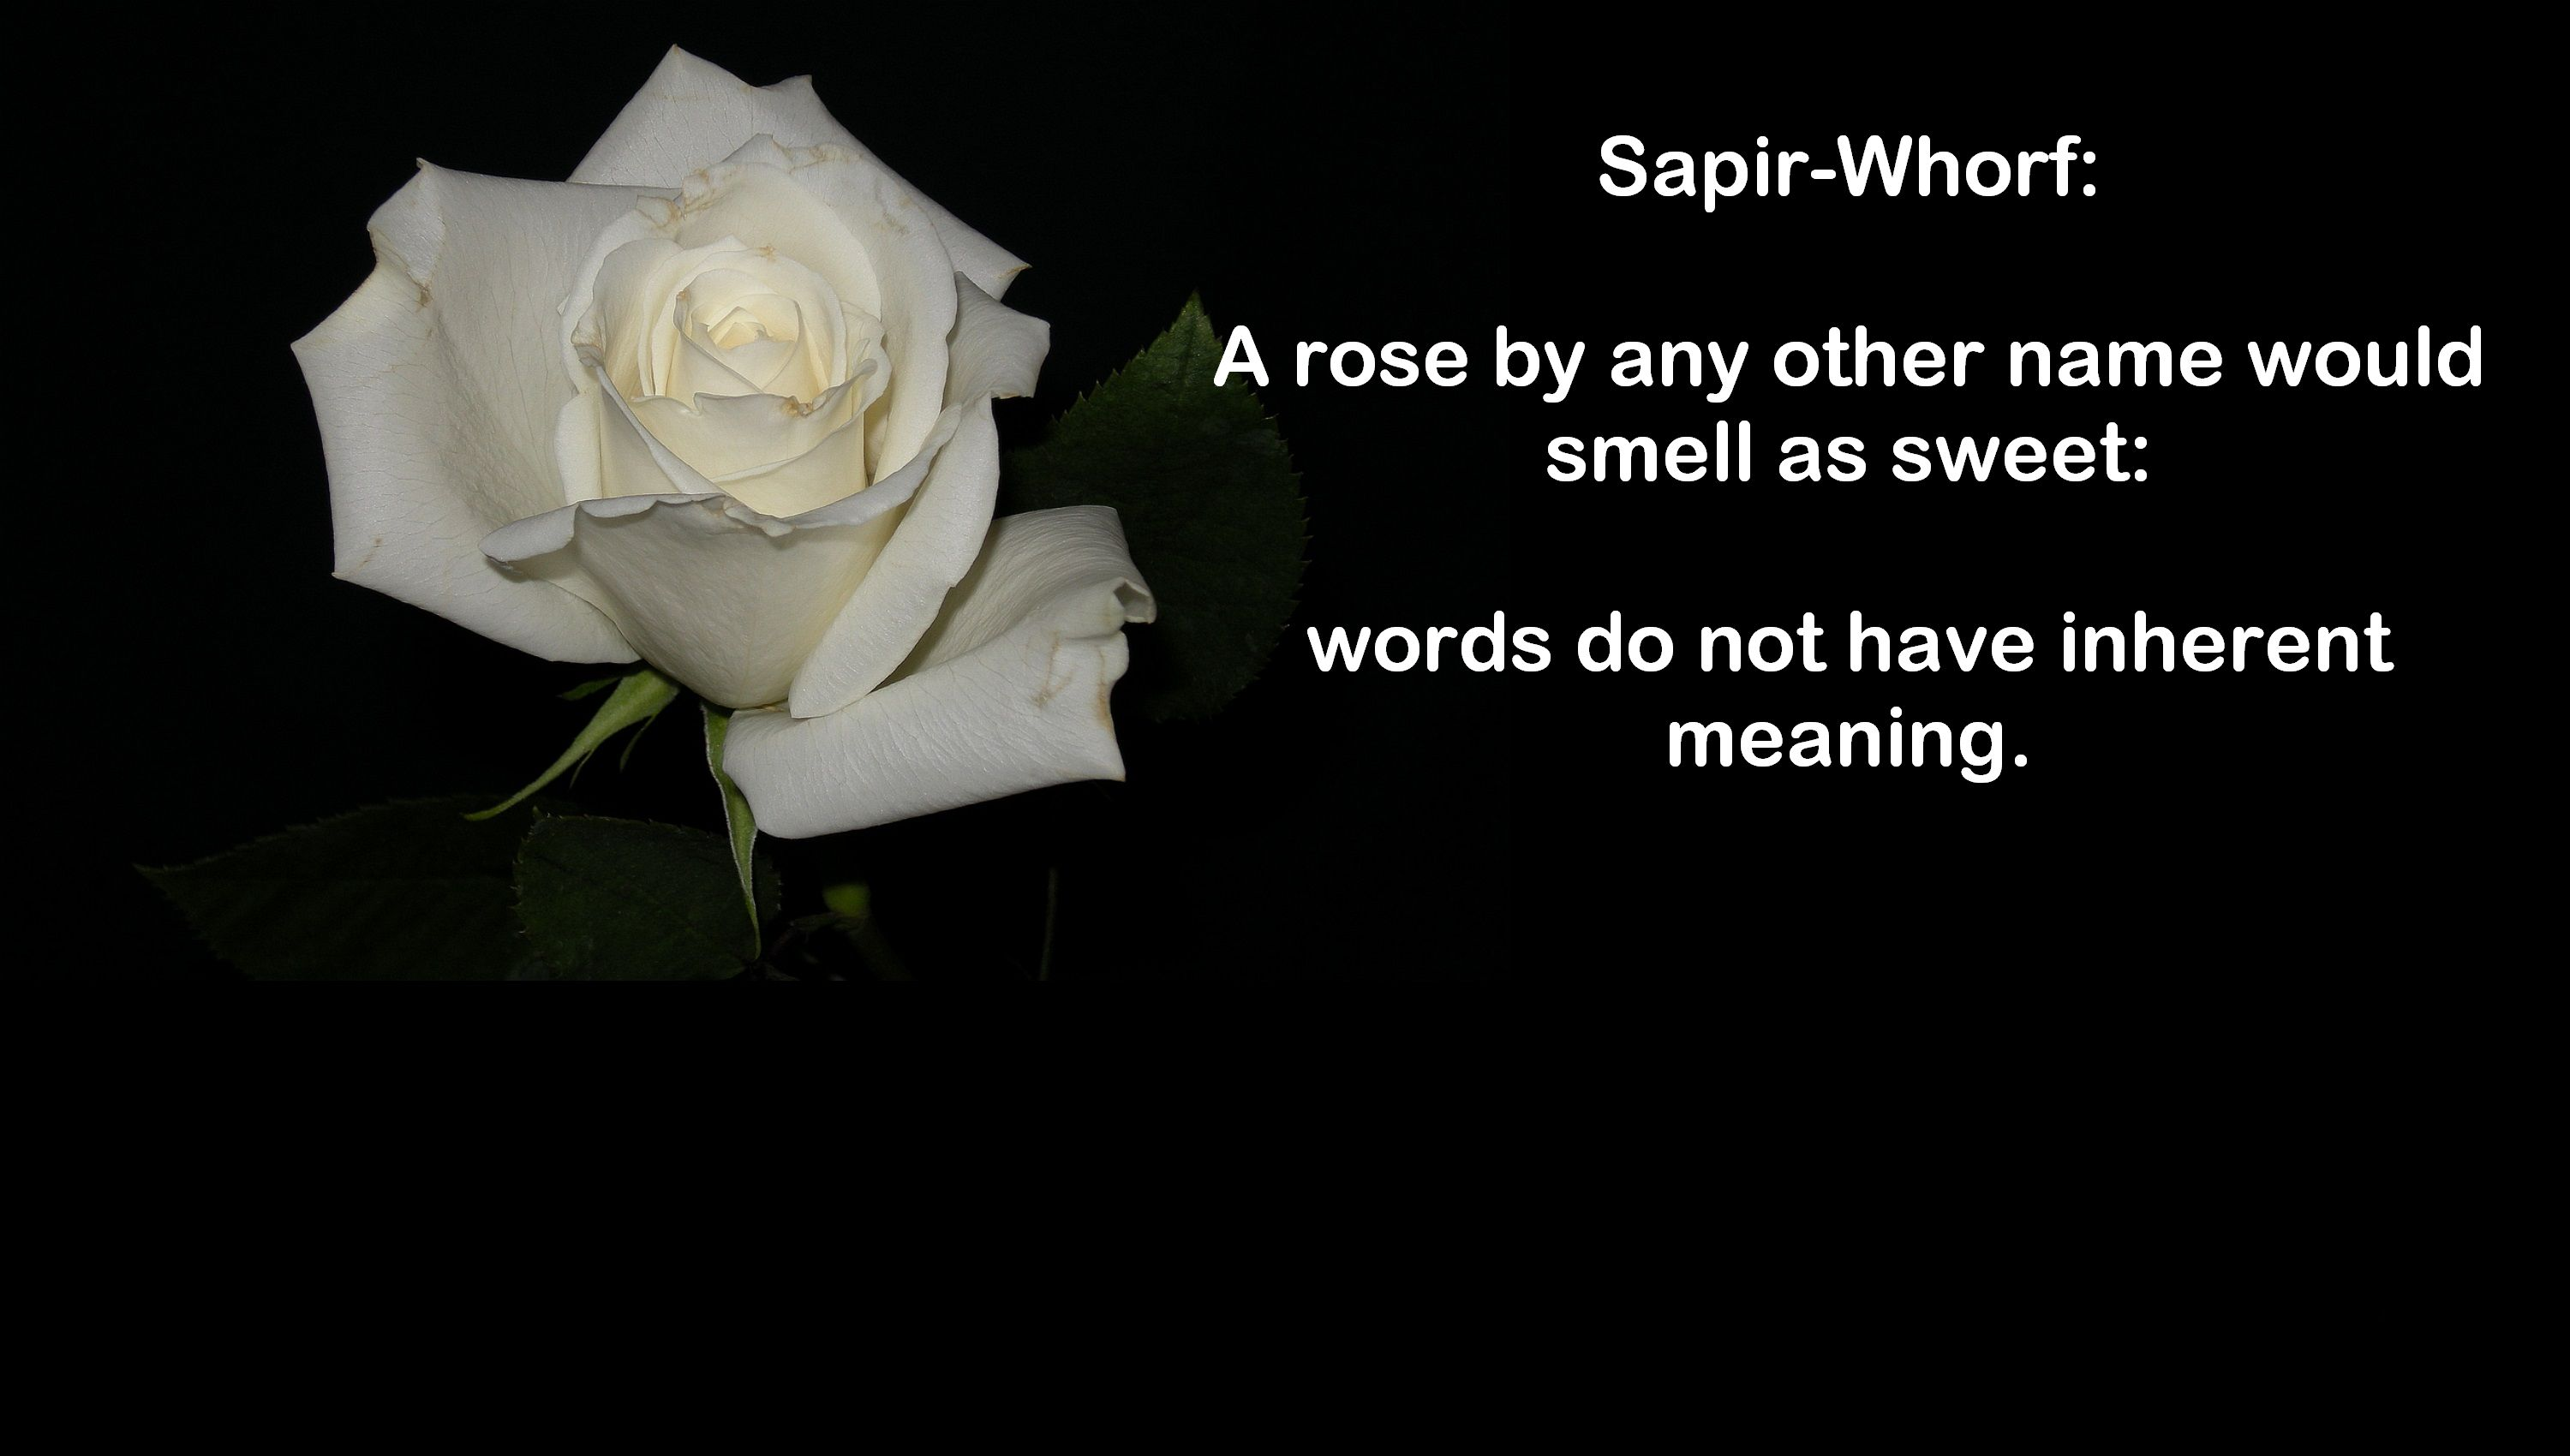 Sapir-Whorf:
A rose by any other name would
smell as sweet:
words do not have inherent
meaning.